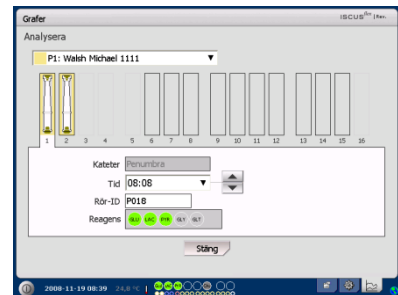 Grafer
ISCUSflex
Analysera
P1: Walsh Michael 1111
1 2 3 4 5 6 7 8 9 10 11 12 13 14 15 16
Kateter Penumbra
Tid 08:08
Rör-ID P018
Reagens GLU LAC PYR GLY GLT
Stäng
2008-11-19 08:39 24,8 °C